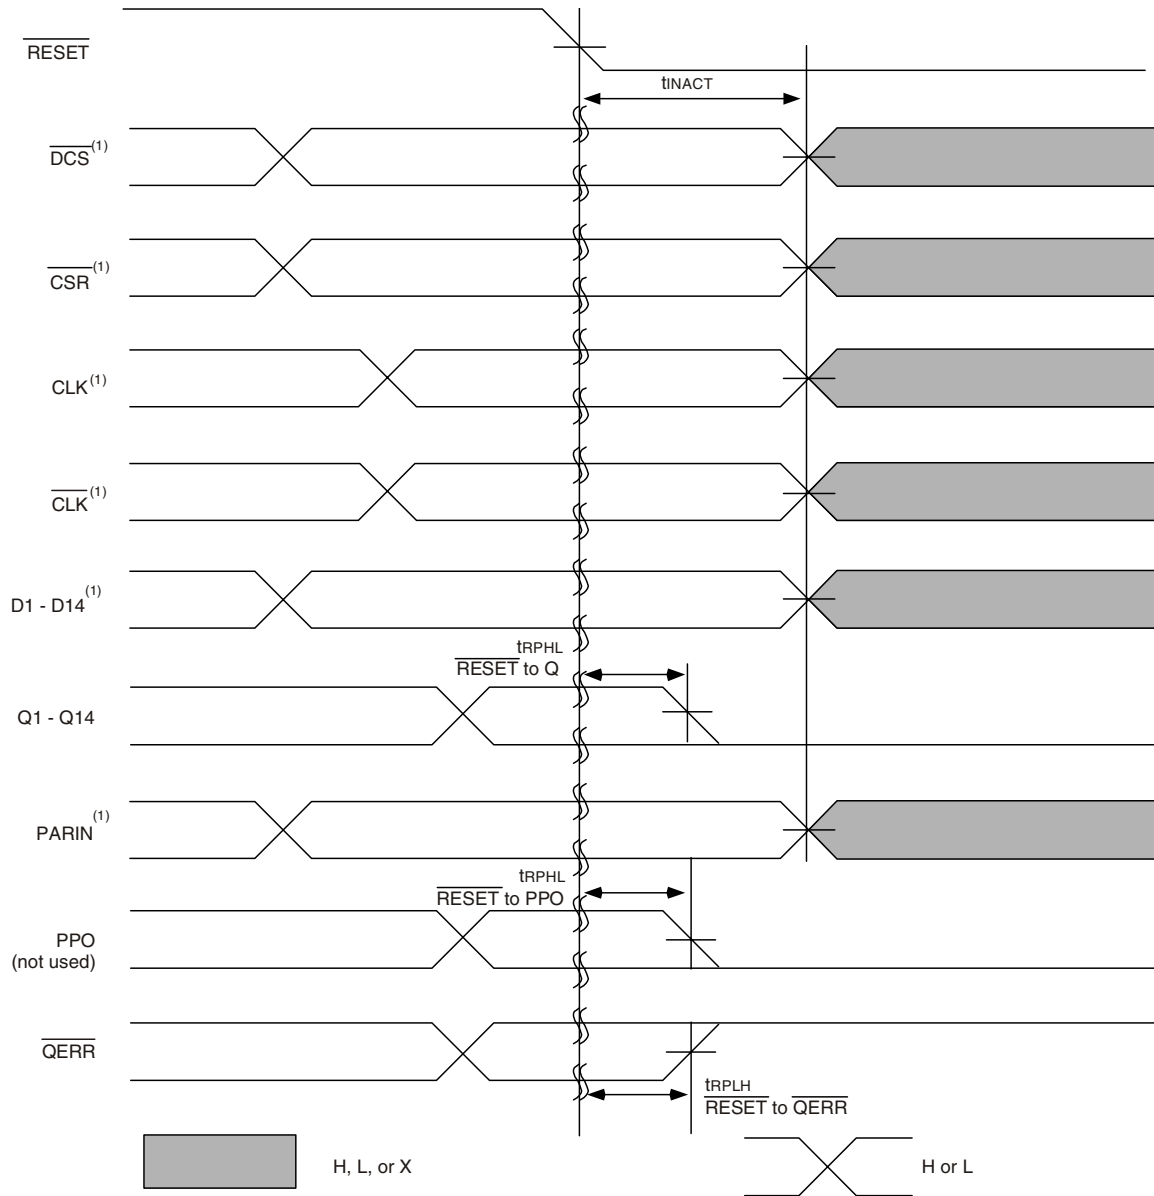 RESET
tINACT
DCS(1)
CSR(1)
CLK(1)
CLK(1)
D1 - D14(1)
tRPHL
RESET to Q
Q1 - Q14
PARIN(1)
tRPHL
RESET to PPO
PPO
(not used)
QERR
tRPLH
RESET to QERR
H, L, or X
H or L